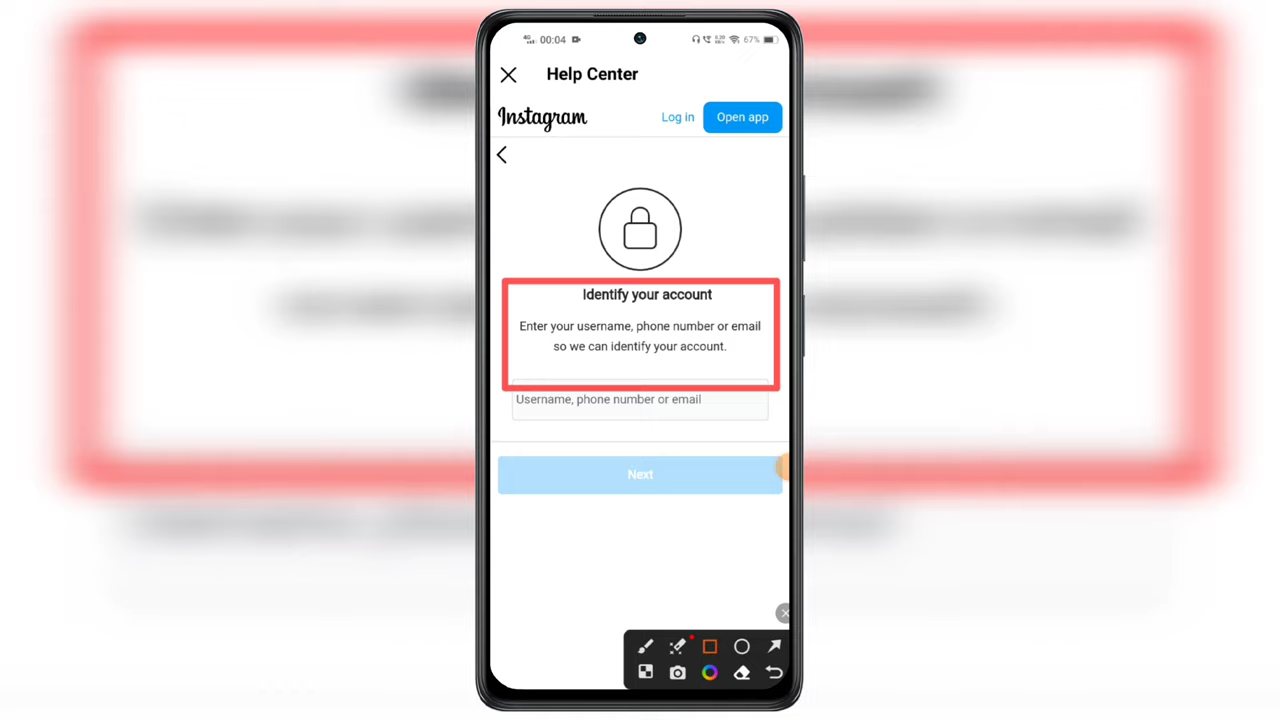 4G 00:04 67%
Help Center
Instagram Log in Open app
Identify your account
Enter your username, phone number or email
so we can identify your account.
Username, phone number or email
Next